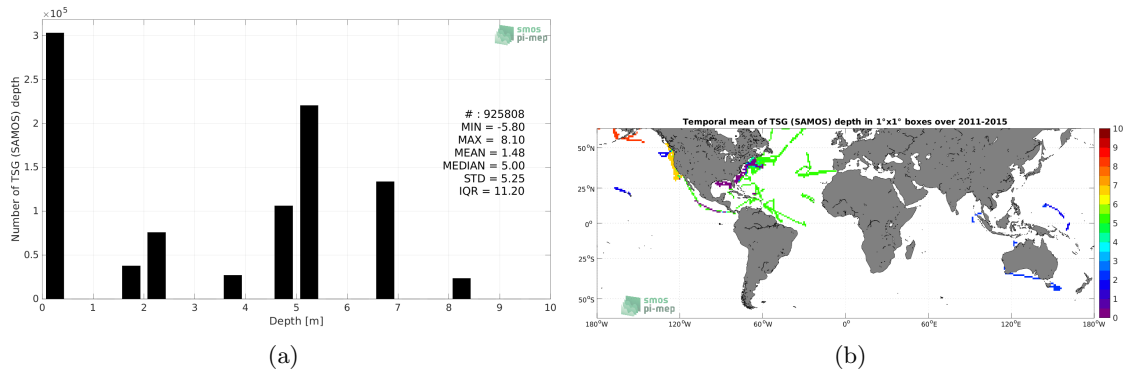 ×10⁵
3
2.5
2
1.5
1
0.5
0
Number of TSG (SAMOS) depth
smos
pi-mep
# : 925808
MIN = -5.80
MAX = 8.10
MEAN = 1.48
MEDIAN = 5.00
STD = 5.25
IQR = 11.20
0 1 2 3 4 5 6 7 8 9 10
Depth [m]
(a)
Temporal mean of TSG (SAMOS) depth in 1°x1° boxes over 2011-2015
50°N
25°N
0°
25°S
50°S
smos
pi-mep
180°W 120°W 60°W 0°W 60°W 120°W 180°W
10
9
8
7
6
5
4
3
2
1
0
(b)